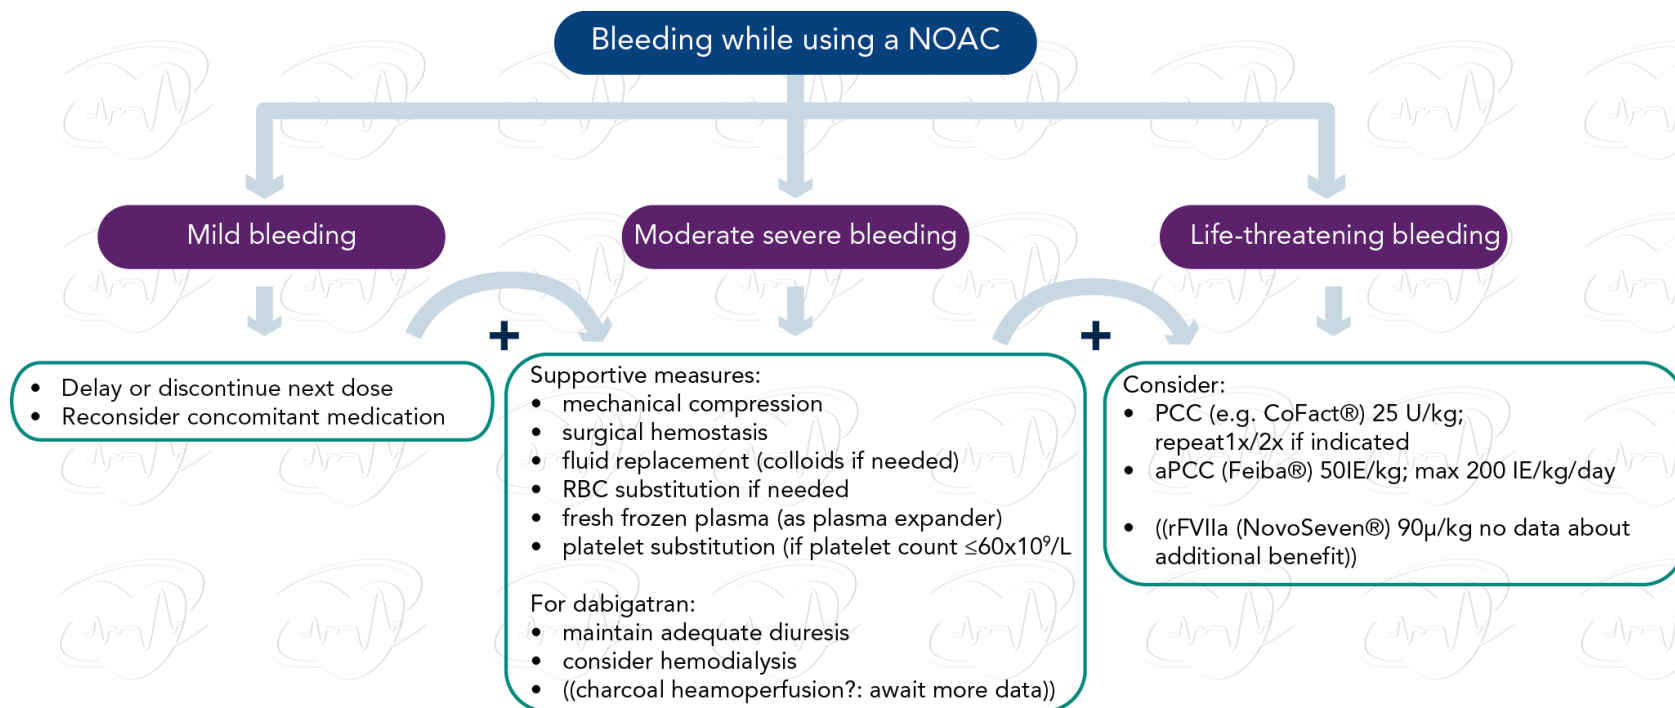 Bleeding while using a NOAC
Mild bleeding
Moderate severe bleeding
Life-threatening bleeding
+
+
• Delay or discontinue next dose
• Reconsider concomitant medication
Supportive measures:
• mechanical compression
• surgical hemostasis
• fluid replacement (colloids if needed)
• RBC substitution if needed
• fresh frozen plasma (as plasma expander)
• platelet substitution (if platelet count ≤60x10⁹/L
For dabigatran:
• maintain adequate diuresis
• consider hemodialysis
• ((charcoal heamoperfusion?: await more data))
Consider:
• PCC (e.g. CoFact®) 25 U/kg;
repeat1x/2x if indicated
• aPCC (Feiba®) 50IE/kg; max 200 IE/kg/day
• ((rFVIIa (NovoSeven®) 90µ/kg no data about
additional benefit))